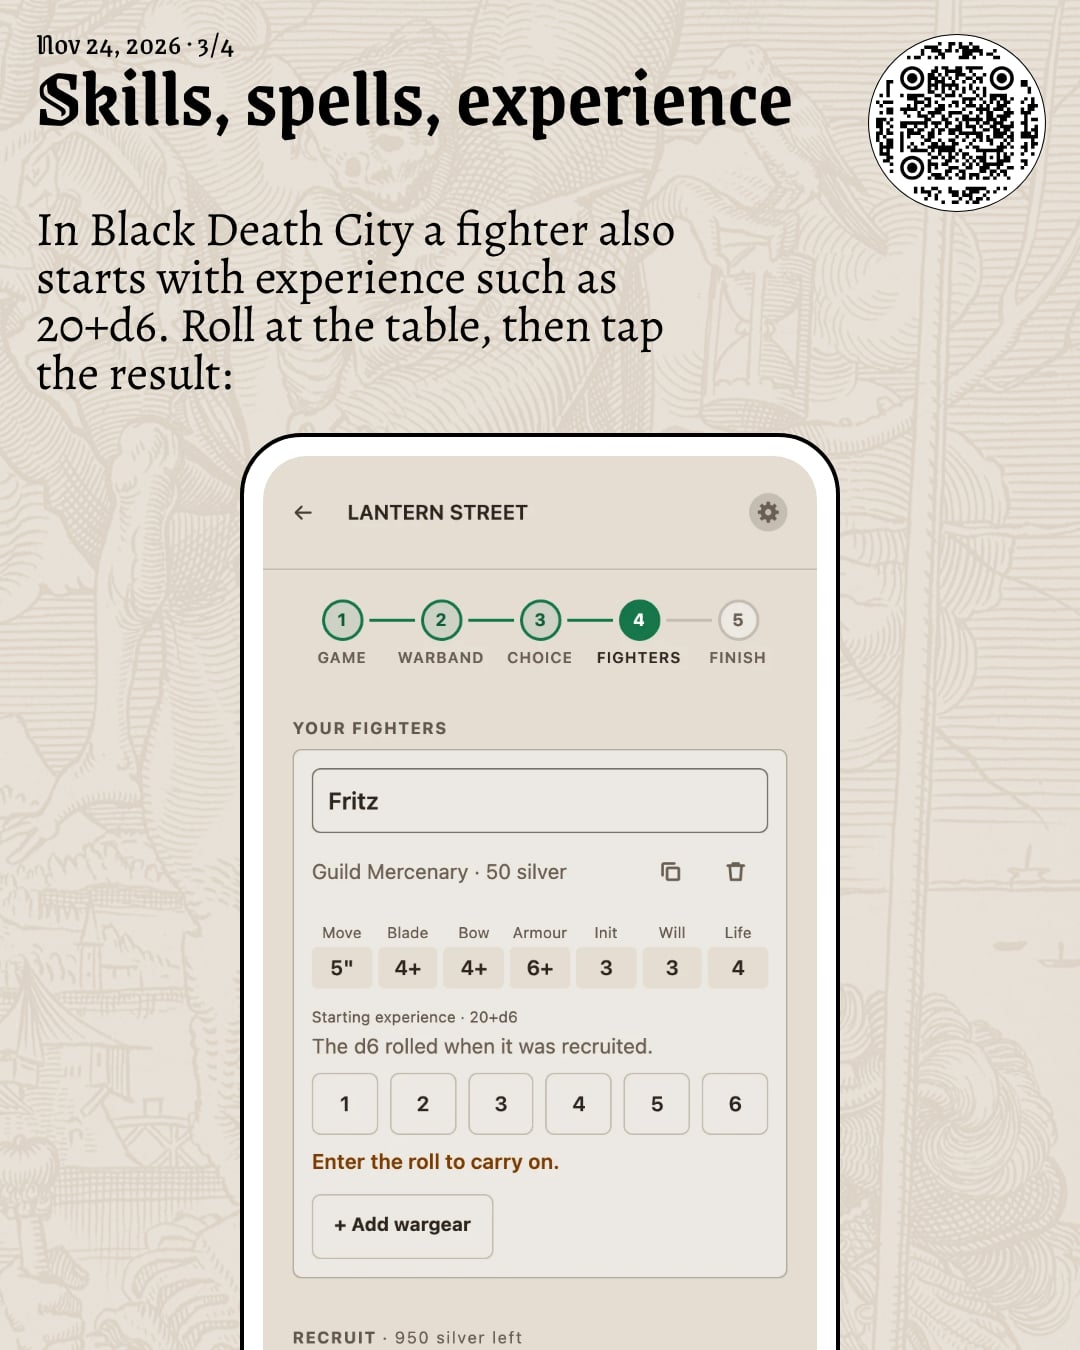 Nov 24, 2026 · 3/4
Skills, spells, experience
In Black Death City a fighter also
starts with experience such as
20+d6. Roll at the table, then tap
the result:
LANTERN STREET
1 2 3 4 5
GAME WARBAND CHOICE FIGHTERS FINISH
YOUR FIGHTERS
Fritz
Guild Mercenary · 50 silver
Move Blade Bow Armour Init Will Life
5" 4+ 4+ 6+ 3 3 4
Starting experience · 20+d6
The d6 rolled when it was recruited.
1 2 3 4 5 6
Enter the roll to carry on.
+ Add wargear
RECRUIT · 950 silver left